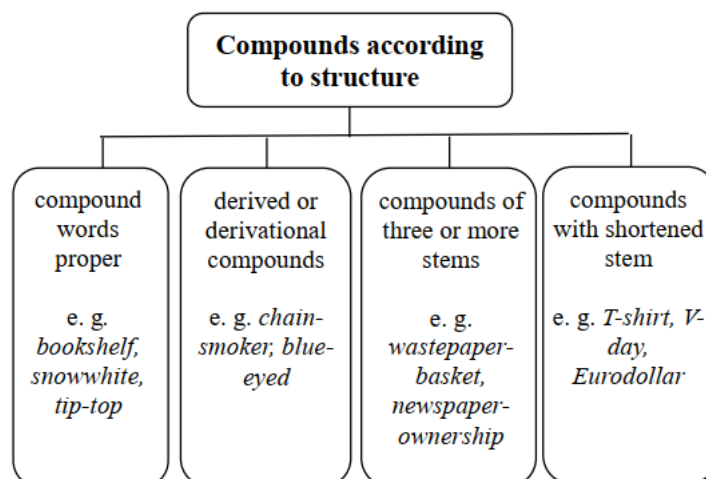 Compounds according
to structure
compound
words
proper
e. g.
bookshelf,
snowwhite,
tip-top
derived or
derivational
compounds
e. g. chain-
smoker, blue-
eyed
compounds of
three or more
stems
e. g.
wastepaper-
basket,
newspaper-
ownership
compounds
with shortened
stem
e. g. T-shirt, V-
day,
Eurodollar